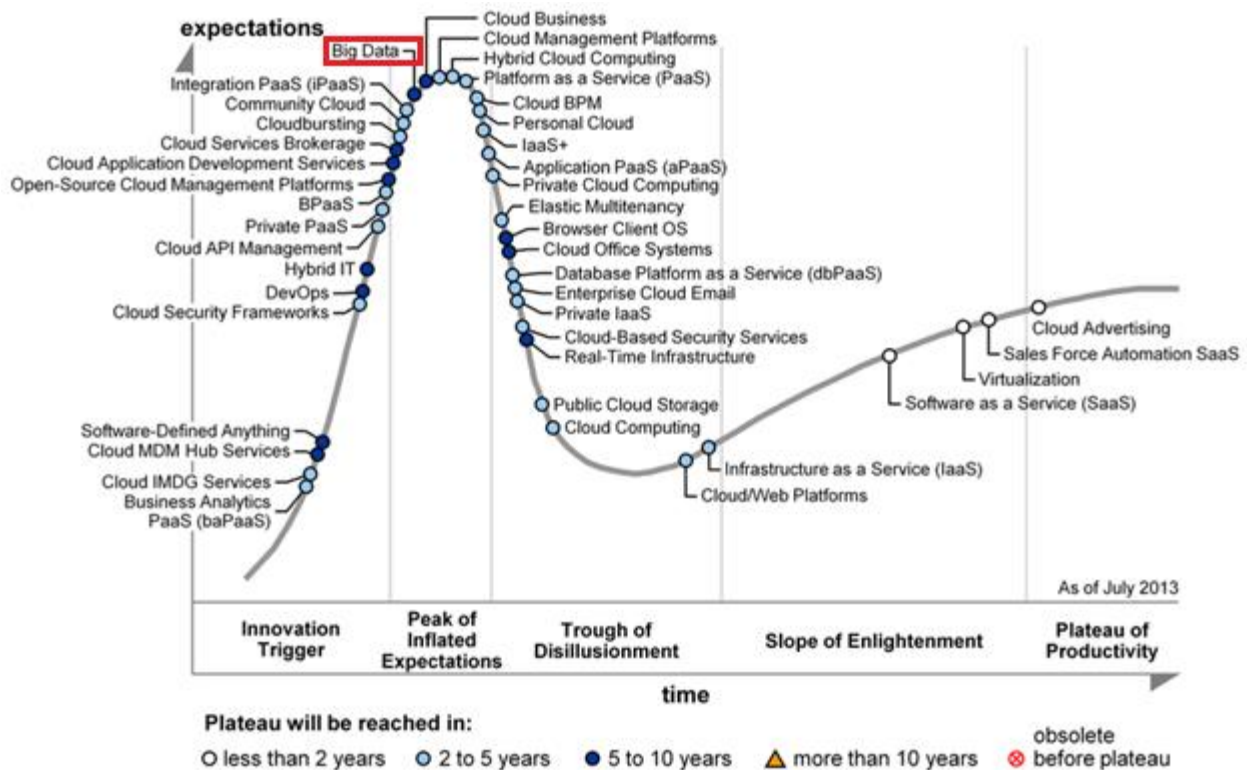 expectations
Big Data
Cloud Business
Cloud Management Platforms
Hybrid Cloud Computing
Platform as a Service (PaaS)
Integration PaaS (iPaaS)
Community Cloud
Cloudbursting
Cloud Services Brokerage
Cloud Application Development Services
Open-Source Cloud Management Platforms
BPaaS
Private PaaS
Cloud API Management
Hybrid IT
DevOps
Cloud Security Frameworks
Software-Defined Anything
Cloud MDM Hub Services
Cloud IMDG Services
Business Analytics
PaaS (baPaaS)
Cloud BPM
Personal Cloud
IaaS+
Application PaaS (aPaaS)
Private Cloud Computing
Elastic Multitenancy
Browser Client OS
Cloud Office Systems
Database Platform as a Service (dbPaaS)
Enterprise Cloud Email
Private IaaS
Cloud-Based Security Services
Real-Time Infrastructure
Public Cloud Storage
Cloud Computing
Infrastructure as a Service (IaaS)
Cloud/Web Platforms
Cloud Advertising
Sales Force Automation SaaS
Virtualization
Software as a Service (SaaS)
As of July 2013
Innovation
Trigger
Peak of
Inflated
Expectations
Trough of
Disillusionment
Slope of Enlightenment
Plateau of
Productivity
time
Plateau will be reached in:
less than 2 years
2 to 5 years
5 to 10 years
more than 10 years
obsolete
before plateau